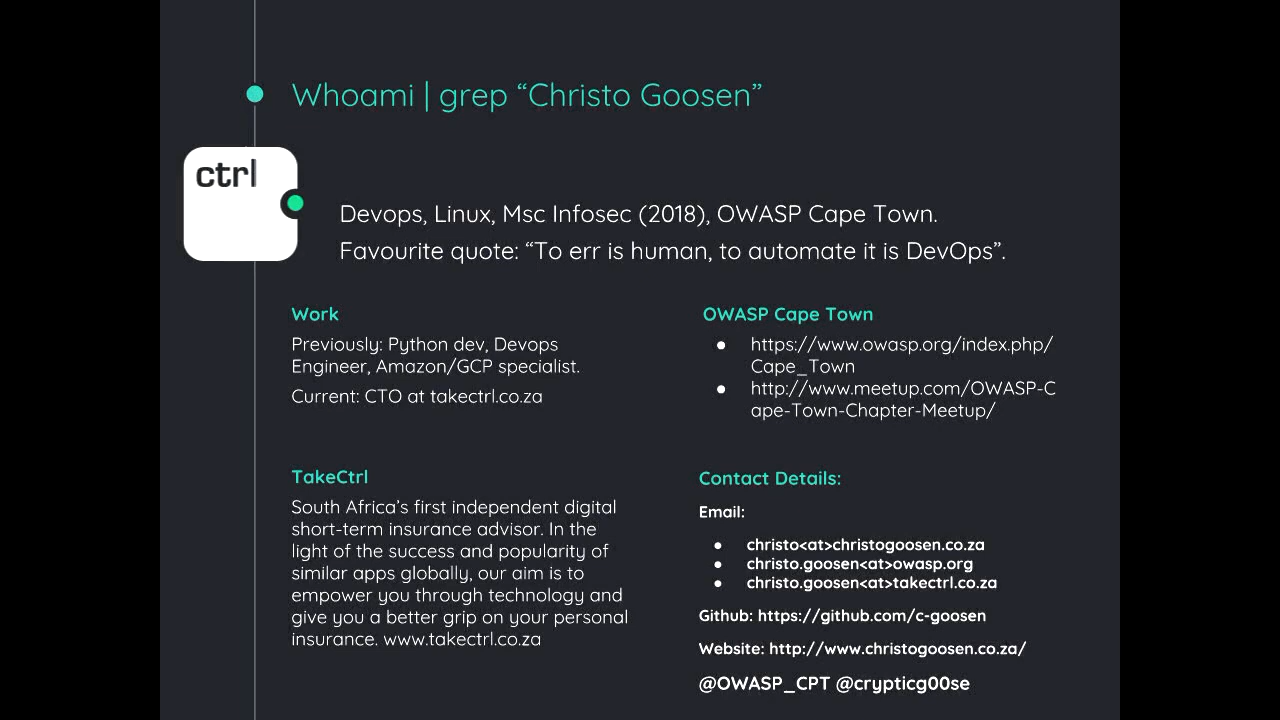 Whoami | grep “Christo Goosen”
ctrl
Devops, Linux, Msc Infosec (2018), OWASP Cape Town.
Favourite quote: “To err is human, to automate it is DevOps”.
Work
Previously: Python dev, Devops
Engineer, Amazon/GCP specialist.
Current: CTO at takectrl.co.za
OWASP Cape Town
● https://www.owasp.org/index.php/
Cape_Town
● http://www.meetup.com/OWASP-C
ape-Town-Chapter-Meetup/
TakeCtrl
South Africa’s first independent digital
short-term insurance advisor. In the
light of the success and popularity of
similar apps globally, our aim is to
empower you through technology and
give you a better grip on your personal
insurance. www.takectrl.co.za
Contact Details:
Email:
● christo<at>christogoosen.co.za
● christo.goosen<at>owasp.org
● christo.goosen<at>takectrl.co.za
Github: https://github.com/c-goosen
Website: http://www.christogoosen.co.za/
@OWASP_CPT @crypticg00se